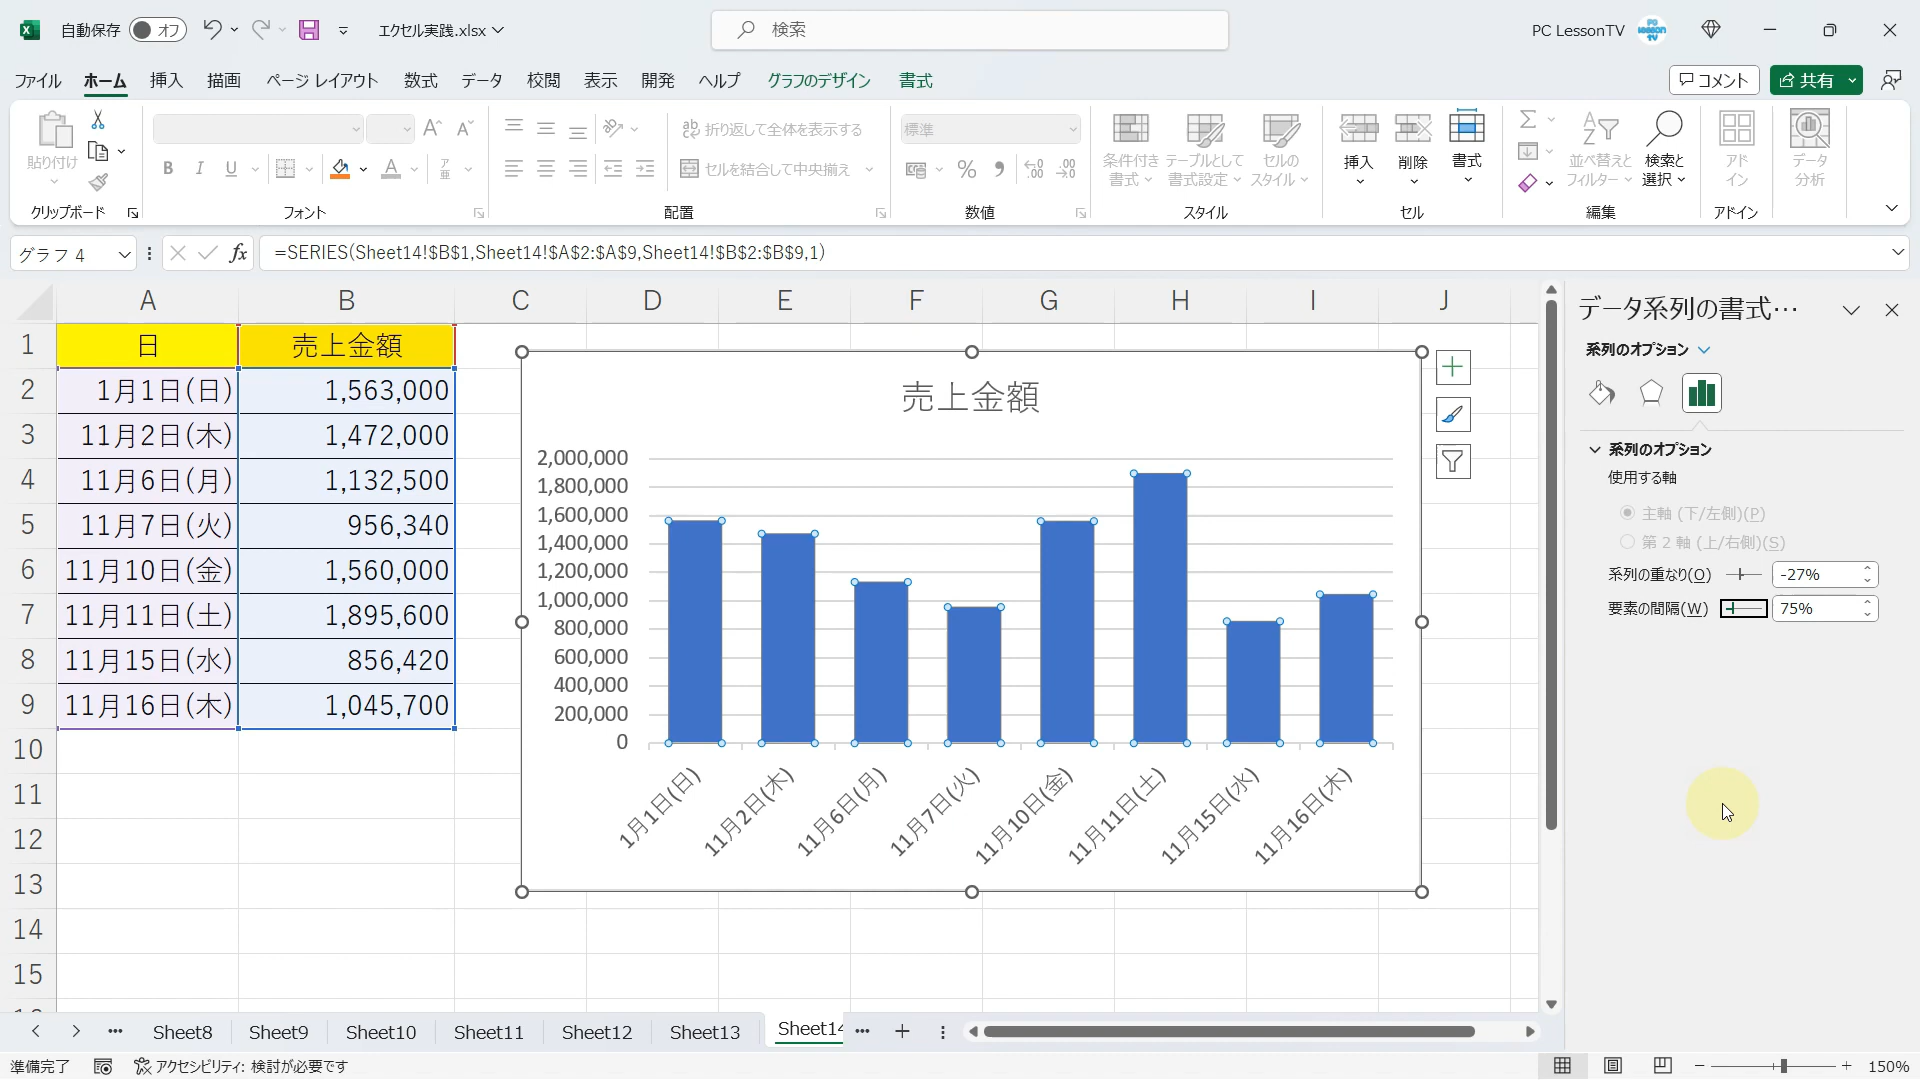 自動保存 オフ エクセル実践.xlsx 検索 PC LessonTV
ファイル ホーム 挿入 描画 ページ レイアウト 数式 データ 校閲 表示 開発 ヘルプ グラフのデザイン 書式 コメント 共有
貼り付け
B I U A ア亜
ab 折り返して全体を表示する
セルを結合して中央揃え
標準
条件付き書式 テーブルとして書式設定 セルのスタイル
挿入 削除 書式
並べ替えとフィルター 検索と選択
アドイン データ分析
クリップボード フォント 配置 数値 スタイル セル 編集 アドイン
グラフ 4 fx =SERIES(Sheet14!$B$1,Sheet14!$A$2:$A$9,Sheet14!$B$2:$B$9,1)
A B C D E F G H I J
1 日 売上金額
2 1月1日(日) 1,563,000
3 11月2日(木) 1,472,000
4 11月6日(月) 1,132,500
5 11月7日(火) 956,340
6 11月10日(金) 1,560,000
7 11月11日(土) 1,895,600
8 11月15日(水) 856,420
9 11月16日(木) 1,045,700
10
11
12
13
14
15
売上金額
2,000,000
1,800,000
1,600,000
1,400,000
1,200,000
1,000,000
800,000
600,000
400,000
200,000
0
1月1日(日) 11月2日(木) 11月6日(月) 11月7日(火) 11月10日(金) 11月11日(土) 11月15日(水) 11月16日(木)
データ系列の書式…
系列のオプション
系列のオプション
使用する軸
主軸 (下/左側)(P)
第 2 軸 (上/右側)(S)
系列の重なり(O) -27%
要素の間隔(W) 75%
Sheet8 Sheet9 Sheet10 Sheet11 Sheet12 Sheet13 Sheet14
準備完了 アクセシビリティ: 検討が必要です 150%